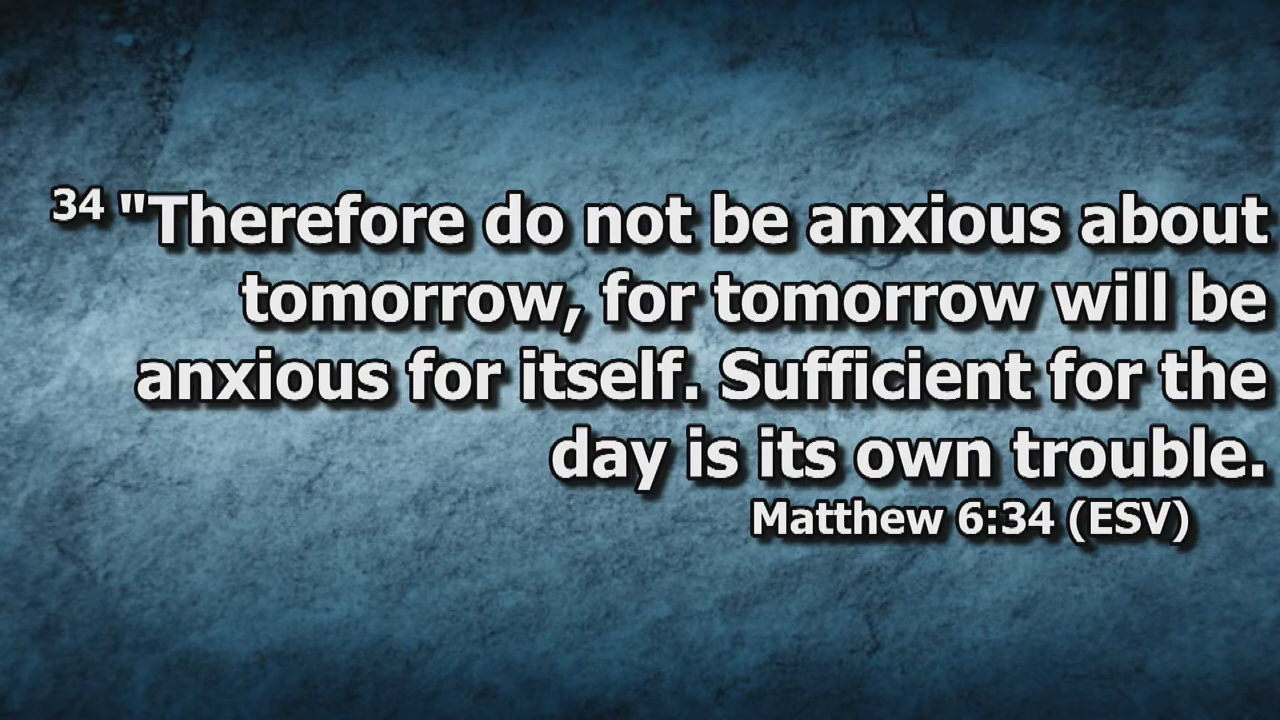 34 "Therefore do not be anxious about
tomorrow, for tomorrow will be
anxious for itself. Sufficient for the
day is its own trouble.
Matthew 6:34 (ESV)